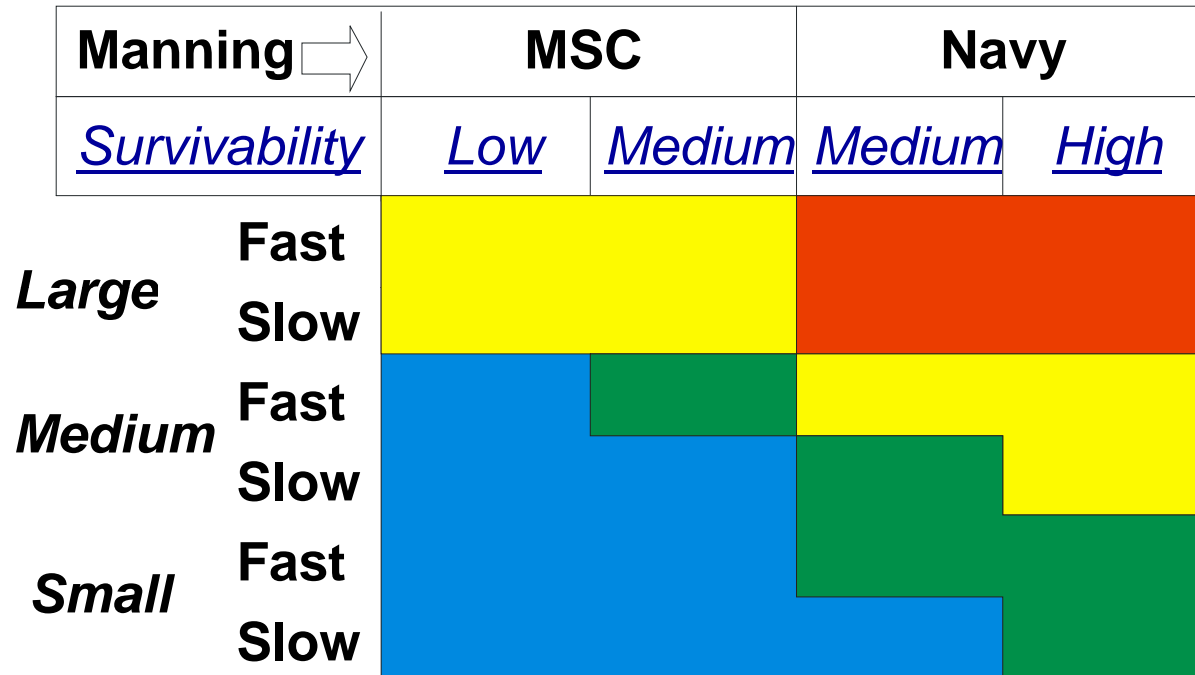 Manning MSC Navy
Survivability Low Medium Medium High
Fast
Large
Slow
Fast
Medium
Slow
Fast
Small
Slow